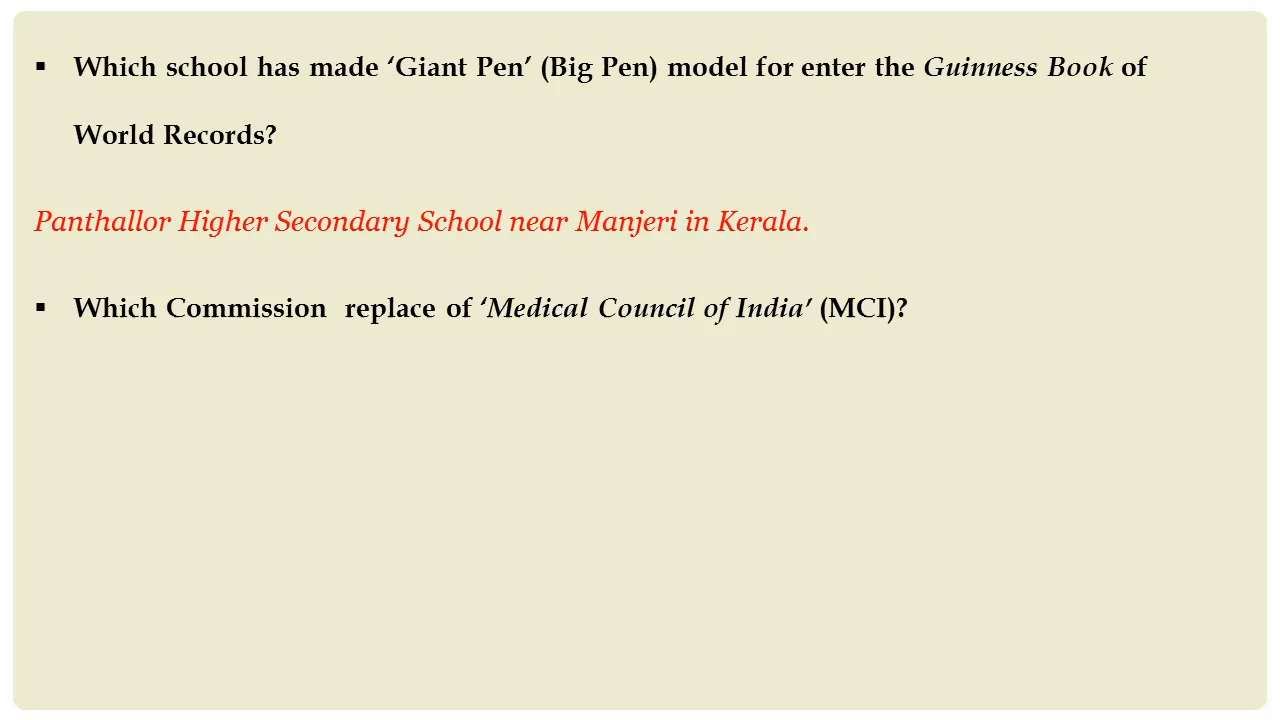 ▪ Which school has made ‘Giant Pen’ (Big Pen) model for enter the Guinness Book of
World Records?
Panthallor Higher Secondary School near Manjeri in Kerala.
▪ Which Commission  replace of ‘Medical Council of India’ (MCI)?